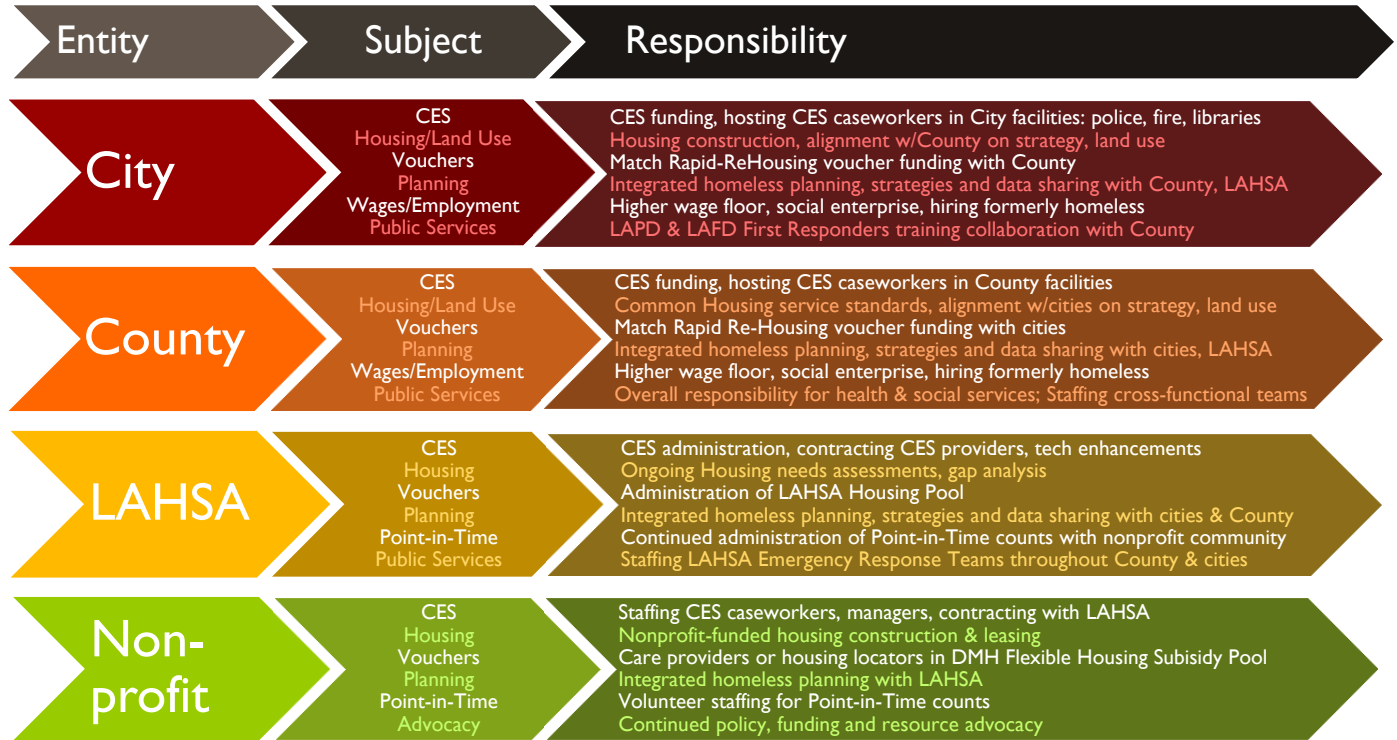 Entity
Subject
Responsibility
City
CES
Housing/Land Use
Vouchers
Planning
Wages/Employment
Public Services
CES funding, hosting CES caseworkers in City facilities: police, fire, libraries
Housing construction, alignment w/County on strategy, land use
Match Rapid-ReHousing voucher funding with County
Integrated homeless planning, strategies and data sharing with County, LAHSA
Higher wage floor, social enterprise, hiring formerly homeless
LAPD & LAFD First Responders training collaboration with County
County
CES
Housing/Land Use
Vouchers
Planning
Wages/Employment
Public Services
CES funding, hosting CES caseworkers in County facilities
Common Housing service standards, alignment w/cities on strategy, land use
Match Rapid Re-Housing voucher funding with cities
Integrated homeless planning, strategies and data sharing with cities, LAHSA
Higher wage floor, social enterprise, hiring formerly homeless
Overall responsibility for health & social services; Staffing cross-functional teams
LAHSA
CES
Housing
Vouchers
Planning
Point-in-Time
Public Services
CES administration, contracting CES providers, tech enhancements
Ongoing Housing needs assessments, gap analysis
Administration of LAHSA Housing Pool
Integrated homeless planning, strategies and data sharing with cities & County
Continued administration of Point-in-Time counts with nonprofit community
Staffing LAHSA Emergency Response Teams throughout County & cities
Non-
profit
CES
Housing
Vouchers
Planning
Point-in-Time
Advocacy
Staffing CES caseworkers, managers, contracting with LAHSA
Nonprofit-funded housing construction & leasing
Care providers or housing locators in DMH Flexible Housing Subisidy Pool
Integrated homeless planning with LAHSA
Volunteer staffing for Point-in-Time counts
Continued policy, funding and resource advocacy